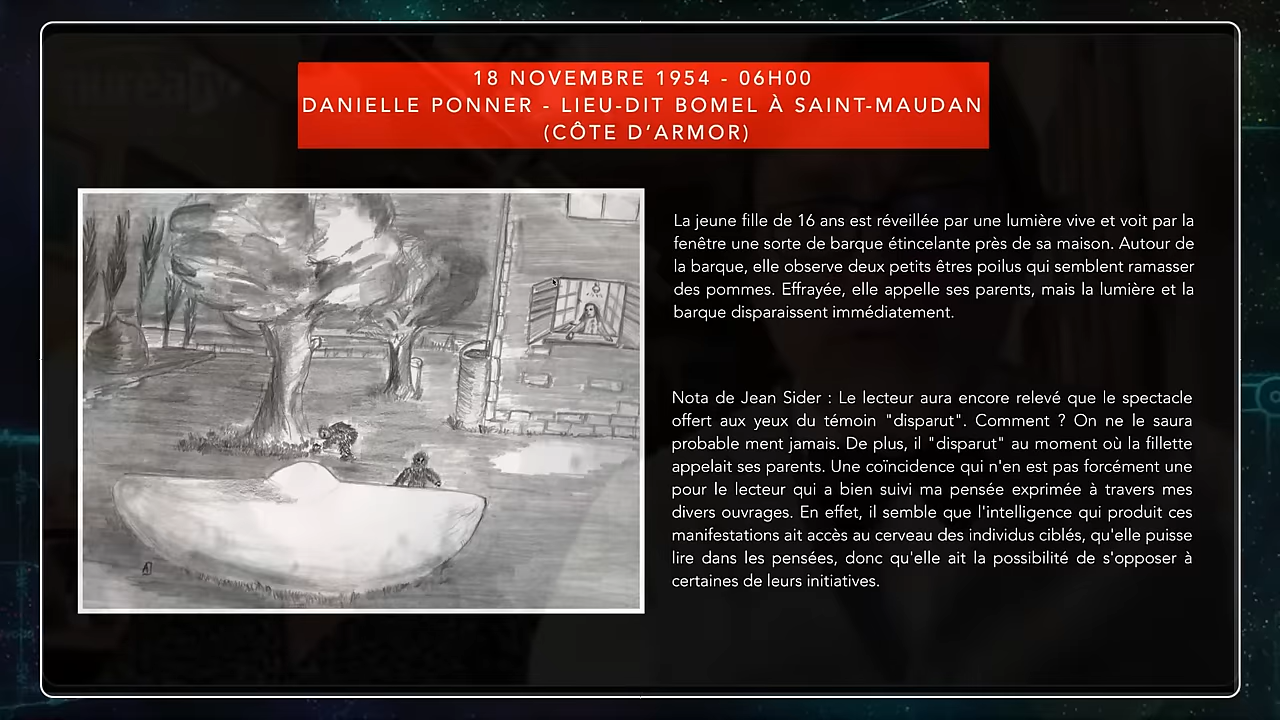 18 NOVEMBRE 1954 - 06H00
DANIELLE PONNER - LIEU-DIT BOMEL À SAINT-MAUDAN
(CÔTE D'ARMOR)
La jeune fille de 16 ans est réveillée par une lumière vive et voit par la
fenêtre une sorte de barque étincelante près de sa maison. Autour de
la barque, elle observe deux petits êtres poilus qui semblent ramasser
des pommes. Effrayée, elle appelle ses parents, mais la lumière et la
barque disparaissent immédiatement.
Nota de Jean Sider : Le lecteur aura encore relevé que le spectacle
offert aux yeux du témoin "disparut". Comment ? On ne le saura
probable ment jamais. De plus, il "disparut" au moment où la fillette
appelait ses parents. Une coïncidence qui n'en est pas forcément une
pour le lecteur qui a bien suivi ma pensée exprimée à travers mes
divers ouvrages. En effet, il semble que l'intelligence qui produit ces
manifestations ait accès au cerveau des individus ciblés, qu'elle puisse
lire dans les pensées, donc qu'elle ait la possibilité de s'opposer à
certaines de leurs initiatives.